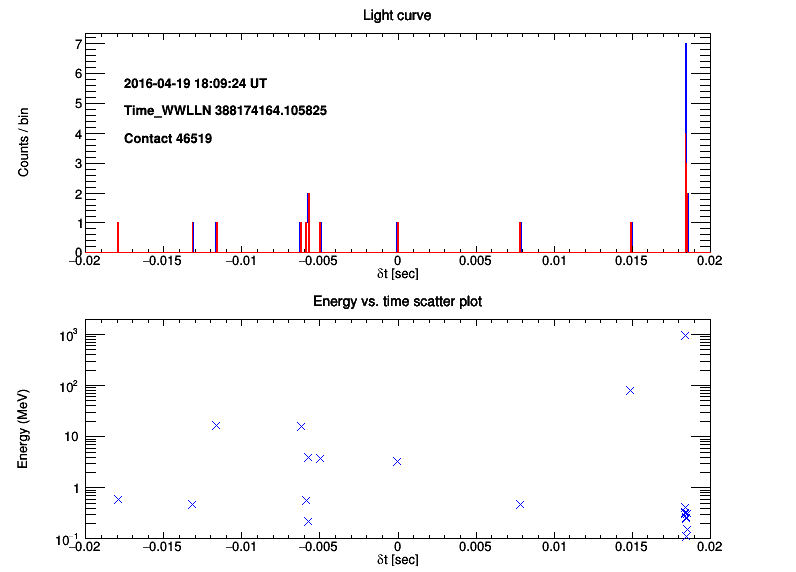 Light curve
7
6
5
4
3
2
1
0
Counts / bin
2016-04-19 18:09:24 UT
Time_WWLLN 388174164.105825
Contact 46519
−0.02 −0.015 −0.01 −0.005 0 0.005 0.01 0.015 0.02
δt [sec]
Energy vs. time scatter plot
10³
10²
10
1
10⁻¹
Energy (MeV)
−0.02 −0.015 −0.01 −0.005 0 0.005 0.01 0.015 0.02
δt [sec]